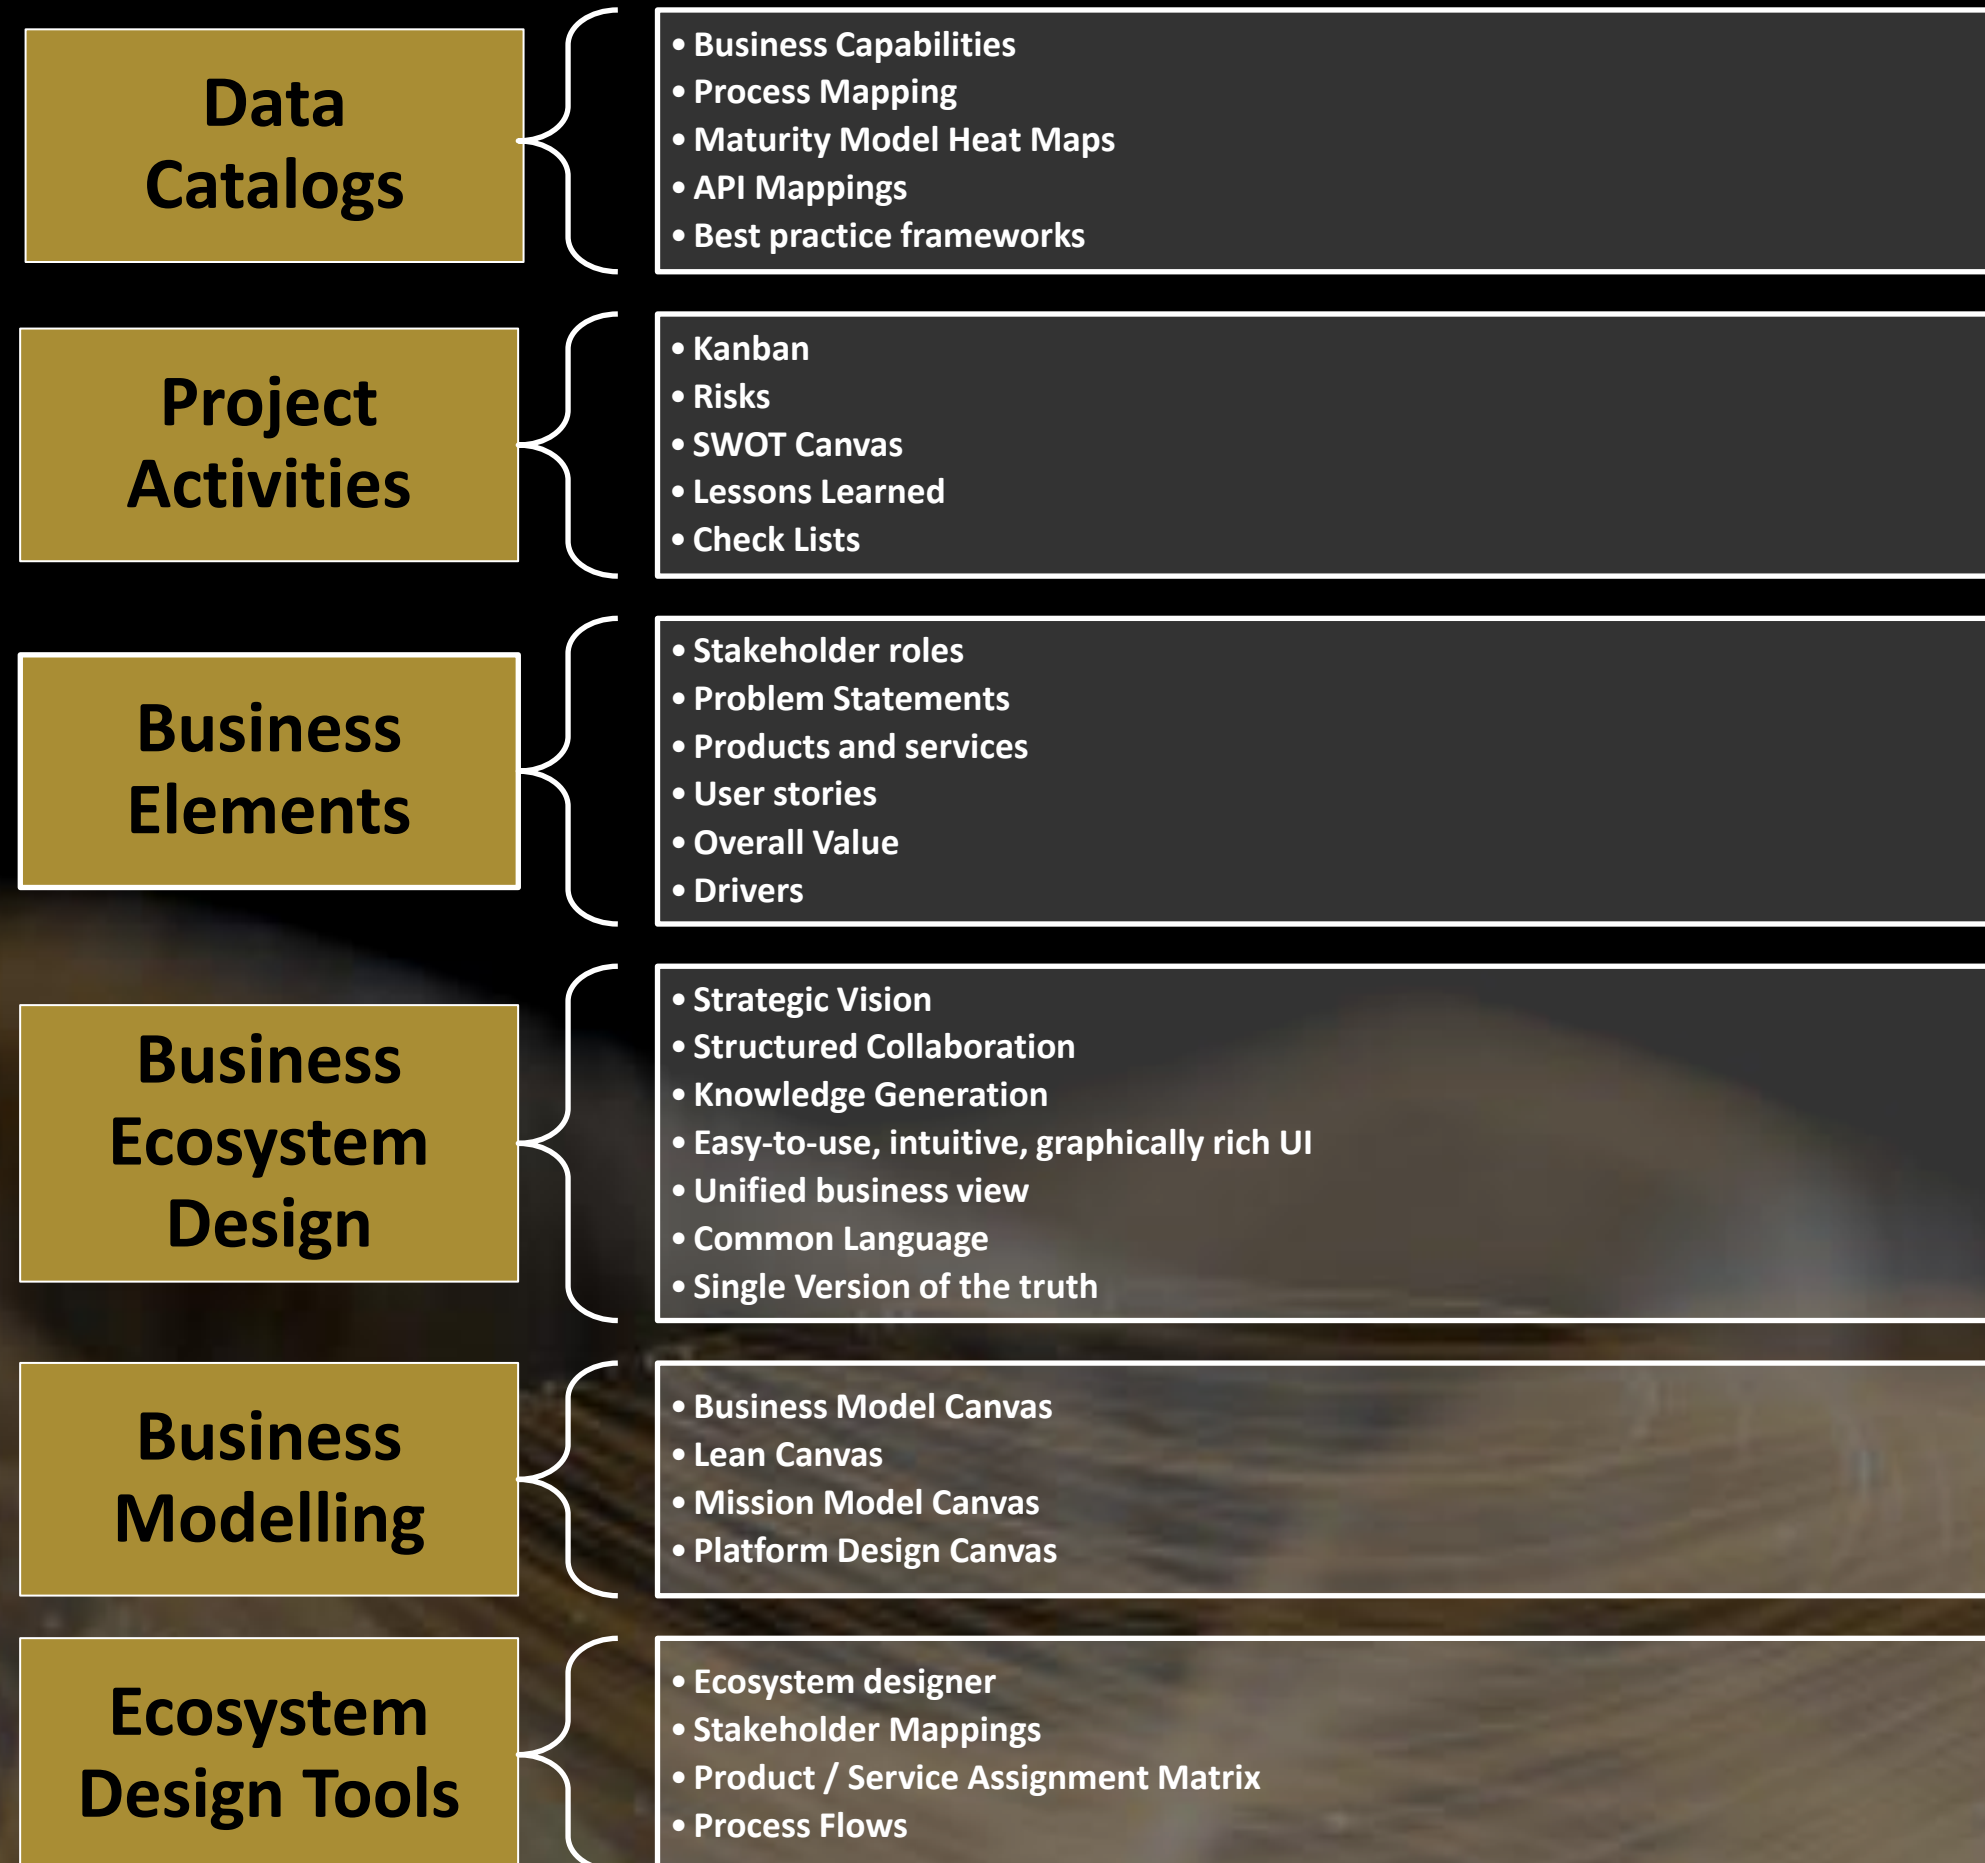 Data
Catalogs
• Business Capabilities
• Process Mapping
• Maturity Model Heat Maps
• API Mappings
• Best practice frameworks
Project
Activities
• Kanban
• Risks
• SWOT Canvas
• Lessons Learned
• Check Lists
Business
Elements
• Stakeholder roles
• Problem Statements
• Products and services
• User stories
• Overall Value
• Drivers
Business
Ecosystem
Design
• Strategic Vision
• Structured Collaboration
• Knowledge Generation
• Easy-to-use, intuitive, graphically rich UI
• Unified business view
• Common Language
• Single Version of the truth
Business
Modelling
• Business Model Canvas
• Lean Canvas
• Mission Model Canvas
• Platform Design Canvas
Ecosystem
Design Tools
• Ecosystem designer
• Stakeholder Mappings
• Product / Service Assignment Matrix
• Process Flows